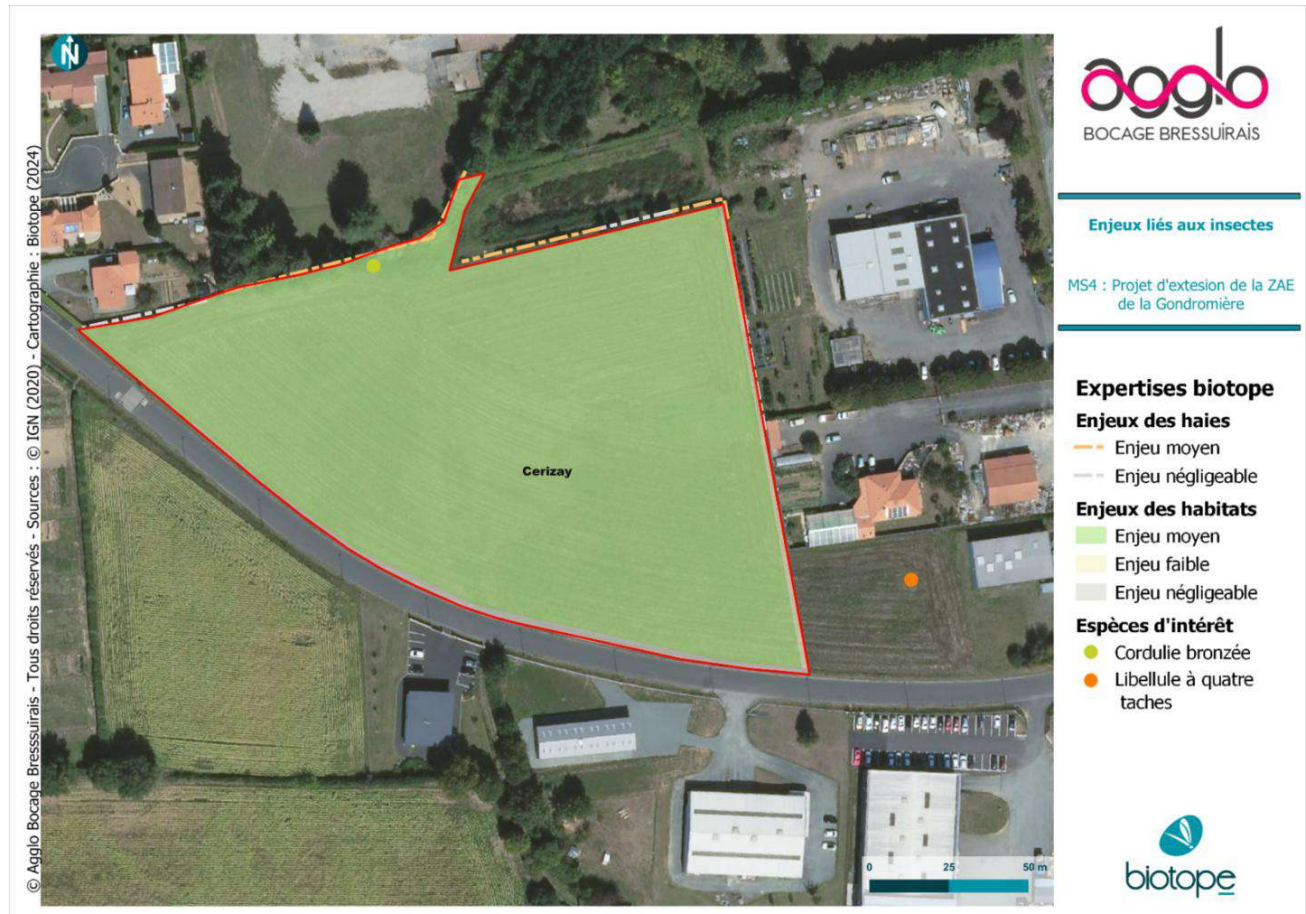 N
© Agglo Bocage Bresssuirais - Tous droits réservés - Sources : © IGN (2020) - Cartographie : Biotope (2024)
Cerizay
0 25 50 m
agglo
BOCAGE BRESSUIRAIS
Enjeux liés aux insectes
MS4 : Projet d'extesion de la ZAE
de la Gondromière
Expertises biotope
Enjeux des haies
Enjeu moyen
Enjeu négligeable
Enjeux des habitats
Enjeu moyen
Enjeu faible
Enjeu négligeable
Espèces d'intérêt
Cordulie bronzée
Libellule à quatre
taches
biotope